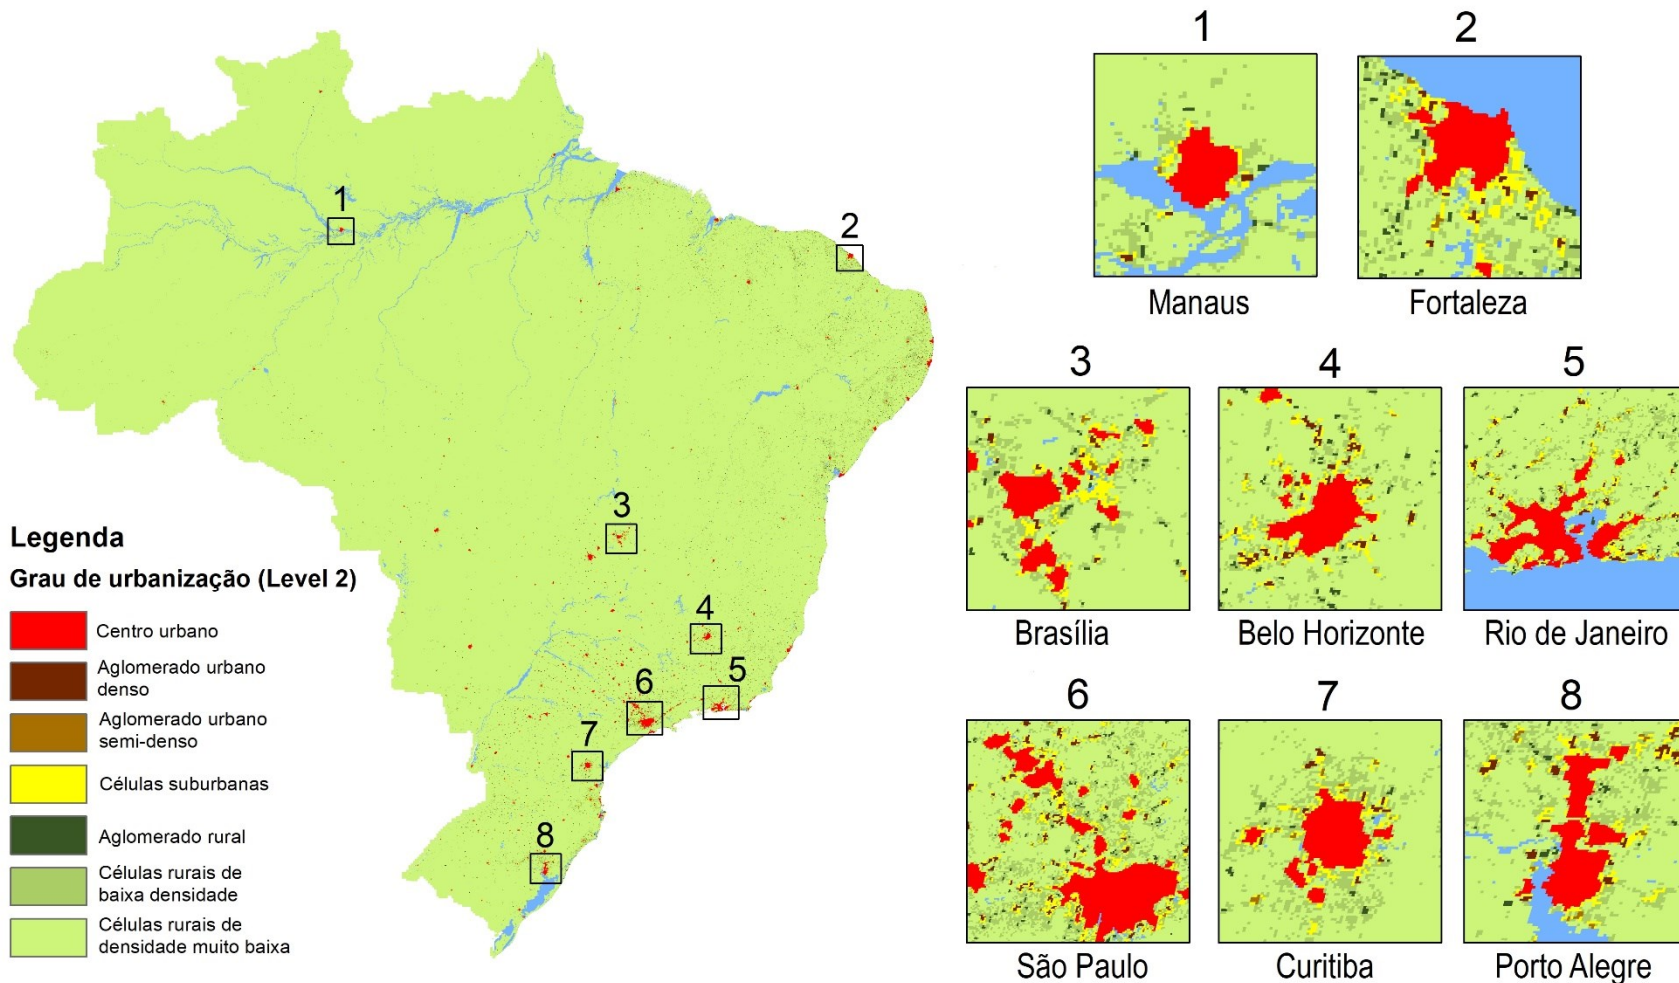 1
2
3
4
5
6
7
8
Legenda
Grau de urbanização (Level 2)
Centro urbano
Aglomerado urbano
denso
Aglomerado urbano
semi-denso
Células suburbanas
Aglomerado rural
Células rurais de
baixa densidade
Células rurais de
densidade muito baixa
1
Manaus
2
Fortaleza
3
Brasília
4
Belo Horizonte
5
Rio de Janeiro
6
São Paulo
7
Curitiba
8
Porto Alegre